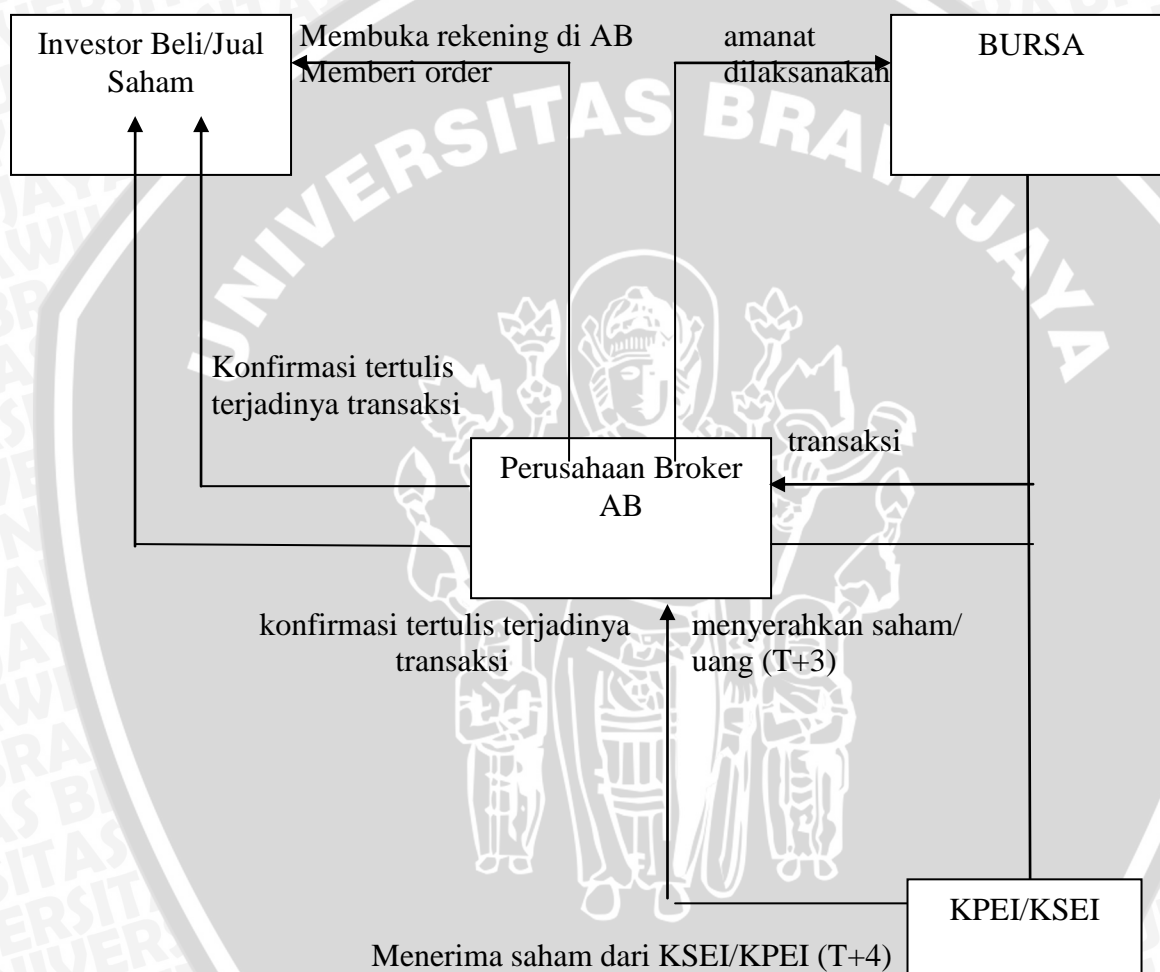 Investor Beli/Jual
Saham
Membuka rekening di AB
Memberi order
amanat
dilaksanakan
BURSA
UNIVERSITAS BRAWIJAYA
Konfirmasi tertulis
terjadinya transaksi
transaksi
Perusahaan Broker
AB
konfirmasi tertulis terjadinya
transaksi
menyerahkan saham/
uang (T+3)
KPEI/KSEI
Menerima saham dari KSEI/KPEI (T+4)